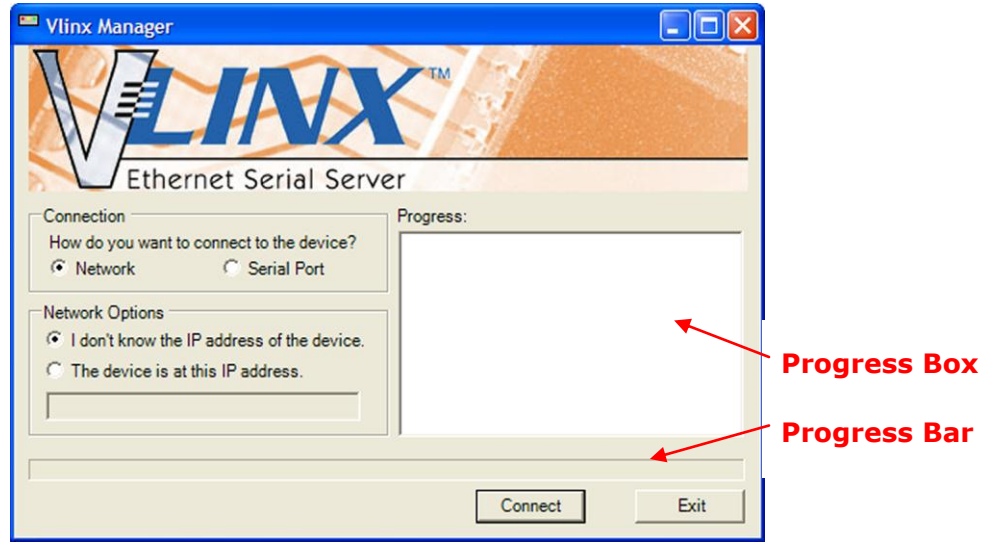 Vlinx Manager
VLINX™
Ethernet Serial Server
Connection
How do you want to connect to the device?
Network
Serial Port
Network Options
I don't know the IP address of the device.
The device is at this IP address.
Progress:
Progress Box
Progress Bar
Connect
Exit